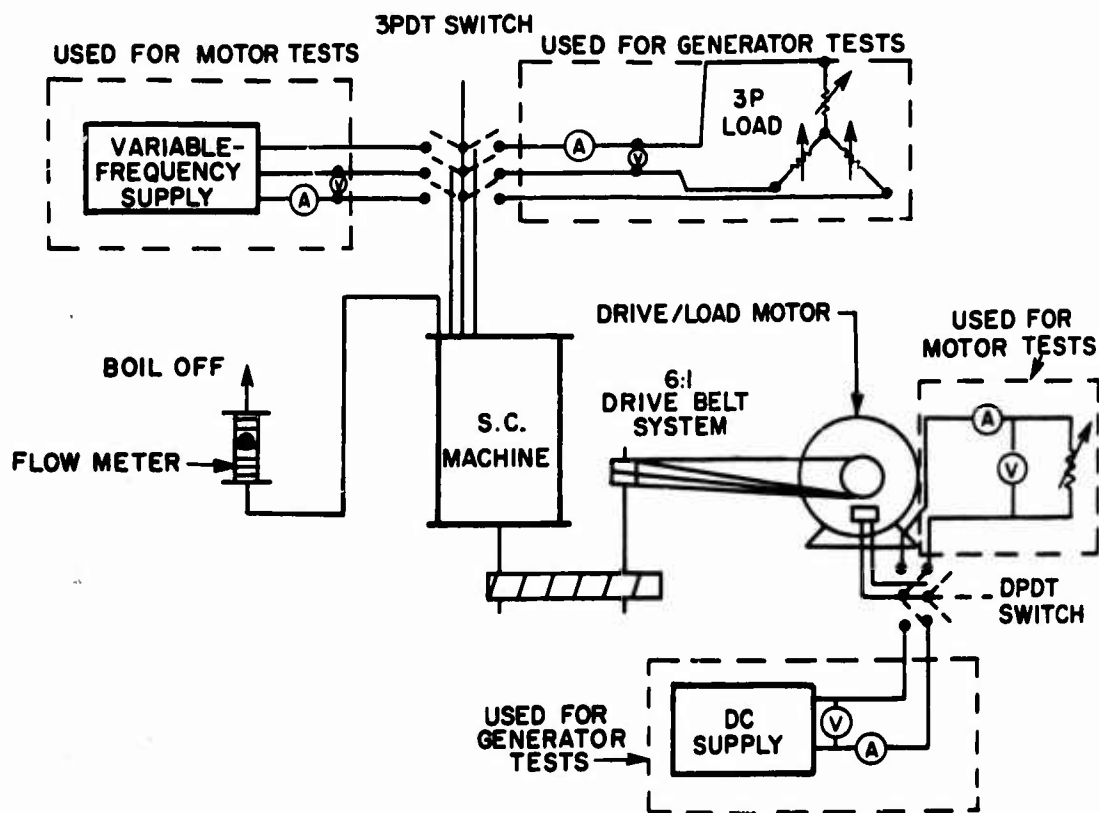 3PDT SWITCH
USED FOR MOTOR TESTS
USED FOR GENERATOR TESTS
VARIABLE-
FREQUENCY
SUPPLY
V
A
A
V
3P
LOAD
DRIVE/LOAD MOTOR
USED FOR
MOTOR TESTS
BOIL OFF
6:1
DRIVE BELT
SYSTEM
S.C.
MACHINE
FLOW METER
A
V
DPDT
SWITCH
USED FOR
GENERATOR
TESTS
DC
SUPPLY
V
A